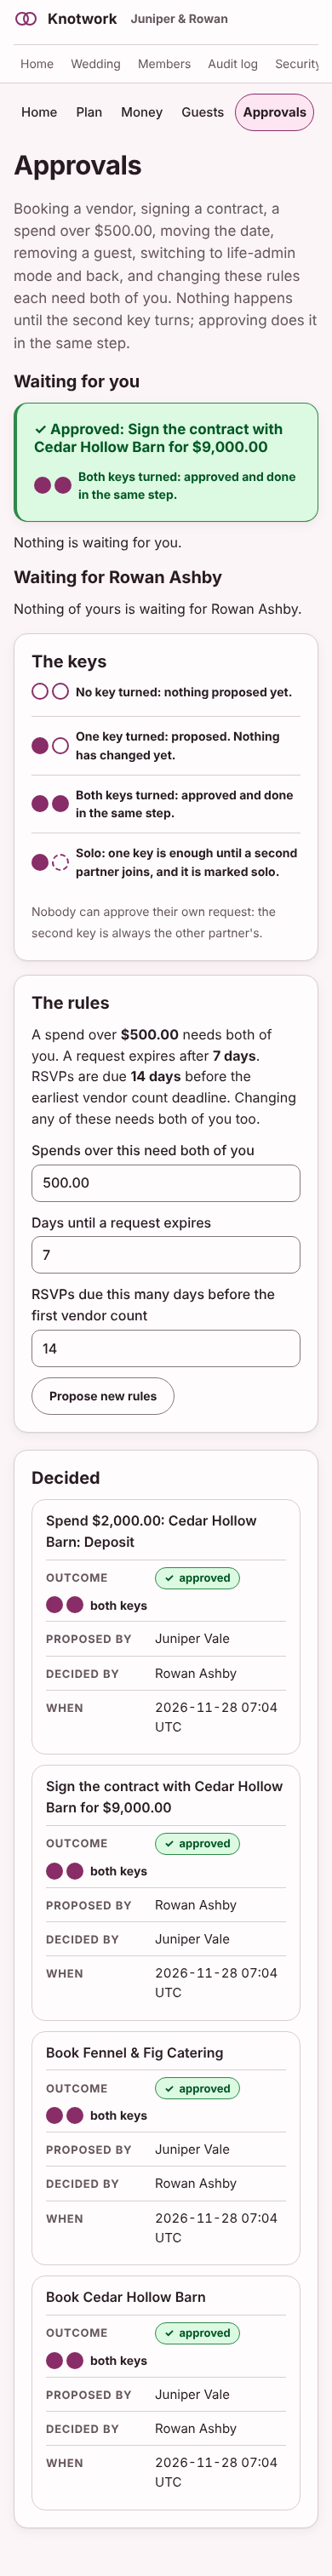 Knotwork Juniper & Rowan
Home Wedding Members Audit log Security
Home Plan Money Guests Approvals
Approvals
Booking a vendor, signing a contract, a
spend over $500.00, moving the date,
removing a guest, switching to life-admin
mode and back, and changing these rules
each need both of you. Nothing happens
until the second key turns; approving does it
in the same step.
Waiting for you
✓ Approved: Sign the contract with
Cedar Hollow Barn for $9,000.00
Both keys turned: approved and done
in the same step.
Nothing is waiting for you.
Waiting for Rowan Ashby
Nothing of yours is waiting for Rowan Ashby.
The keys
No key turned: nothing proposed yet.
One key turned: proposed. Nothing
has changed yet.
Both keys turned: approved and done
in the same step.
Solo: one key is enough until a second
partner joins, and it is marked solo.
Nobody can approve their own request: the
second key is always the other partner's.
The rules
A spend over $500.00 needs both of
you. A request expires after 7 days.
RSVPs are due 14 days before the
earliest vendor count deadline. Changing
any of these needs both of you too.
Spends over this need both of you
500.00
Days until a request expires
7
RSVPs due this many days before the
first vendor count
14
Propose new rules
Decided
Spend $2,000.00: Cedar Hollow
Barn: Deposit
OUTCOME ✓ approved
both keys
PROPOSED BY Juniper Vale
DECIDED BY Rowan Ashby
WHEN 2026-11-28 07:04
UTC
Sign the contract with Cedar Hollow
Barn for $9,000.00
OUTCOME ✓ approved
both keys
PROPOSED BY Rowan Ashby
DECIDED BY Juniper Vale
WHEN 2026-11-28 07:04
UTC
Book Fennel & Fig Catering
OUTCOME ✓ approved
both keys
PROPOSED BY Juniper Vale
DECIDED BY Rowan Ashby
WHEN 2026-11-28 07:04
UTC
Book Cedar Hollow Barn
OUTCOME ✓ approved
both keys
PROPOSED BY Juniper Vale
DECIDED BY Rowan Ashby
WHEN 2026-11-28 07:04
UTC